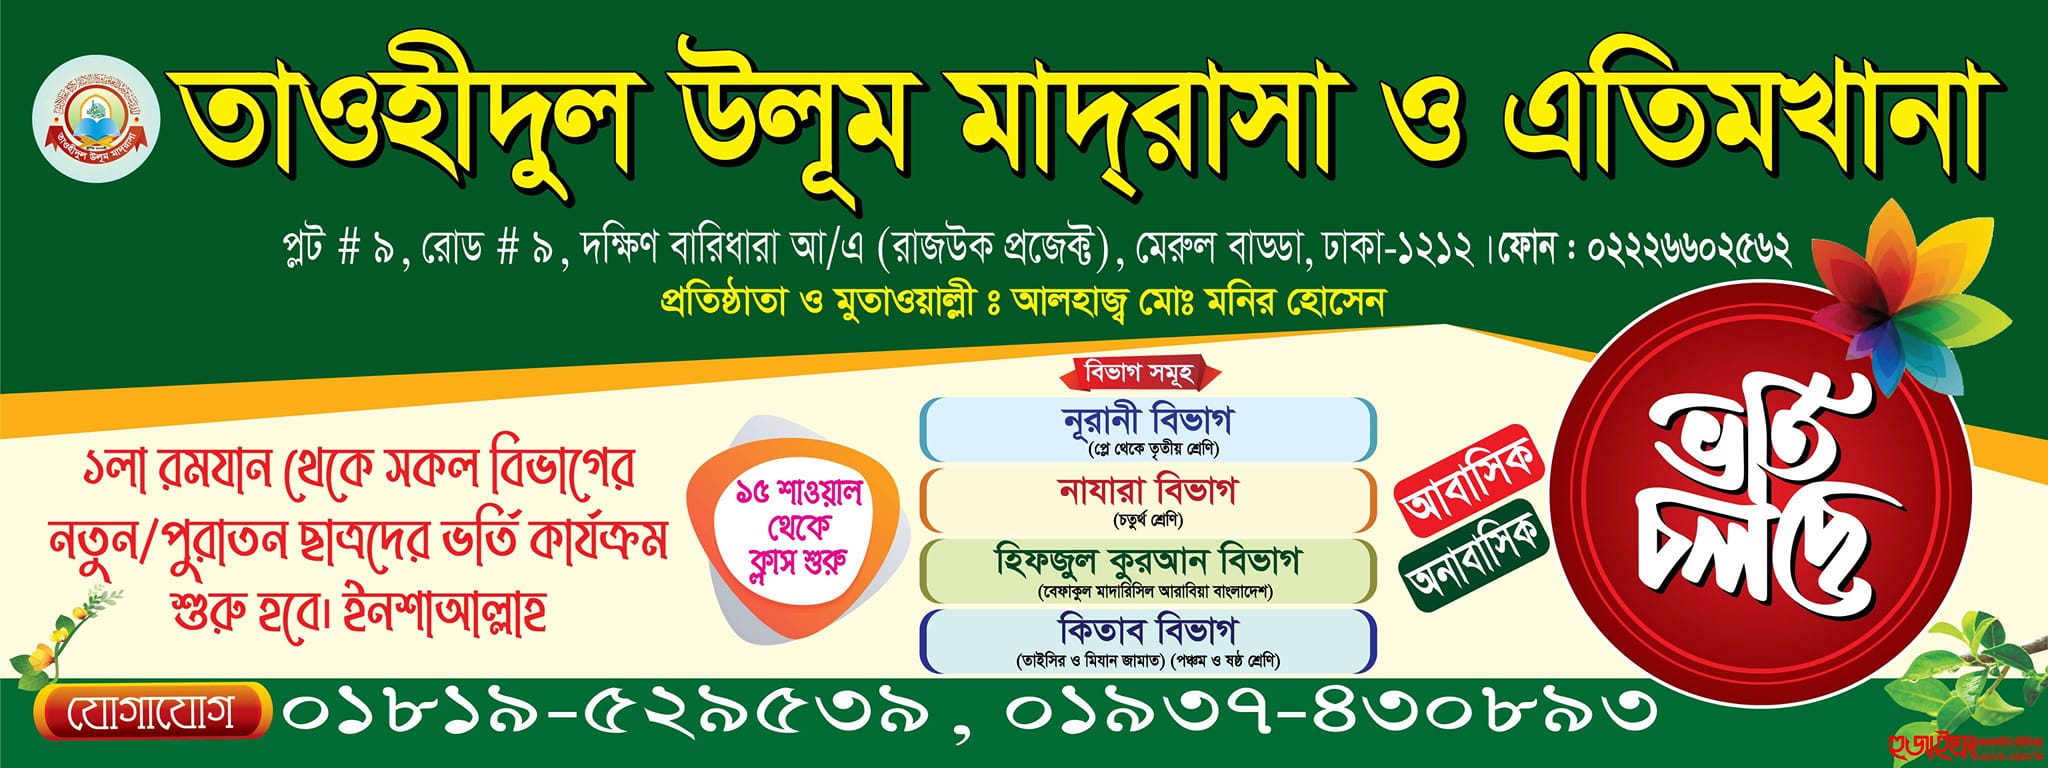 তাওহীদুল উলূম মাদ্‌রাসা ও এতিমখানা
তাওহীদুল উলূম মাদ্‌রাসা
প্লট # ৯, রোড # ৯, দক্ষিণ বারিধারা আ/এ (রাজউক প্রজেক্ট), মেরুল বাড্ডা, ঢাকা-১২১২।ফোন : ০২২২৬৬০২৫৬২
প্রতিষ্ঠাতা ও মুতাওয়াল্লী ঃ আলহাজ্ব মোঃ মনির হোসেন
১লা রমযান থেকে সকল বিভাগের
নতুন/পুরাতন ছাত্রদের ভর্তি কার্যক্রম
শুরু হবে। ইনশাআল্লাহ
১৫ শাওয়াল
থেকে
ক্লাস শুরু
বিভাগ সমূহ
নূরানী বিভাগ
(প্লে থেকে তৃতীয় শ্রেণি)
নাযারা বিভাগ
(চতুর্থ শ্রেণি)
হিফজুল কুরআন বিভাগ
(বেফাকুল মাদারিসিল আরাবিয়া বাংলাদেশ)
কিতাব বিভাগ
(তাইসির ও মিযান জামাত) (পঞ্চম ও ষষ্ঠ শ্রেণি)
আবাসিক
অনাবাসিক
ভর্তি
চলছে
যোগাযোগ ০১৮১৯-৫২৯৫৩৯, ০১৯৩৭-৪৩০৮৯৩